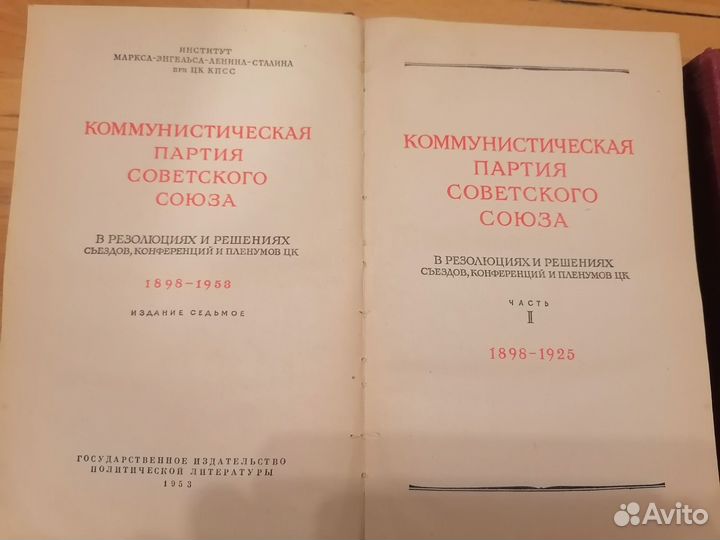 ИНСТИТУТ
МАРКСА-ЭНГЕЛЬСА-ЛЕНИНА-СТАЛИНА
при ЦК КПСС
КОММУНИСТИЧЕСКАЯ
ПАРТИЯ
СОВЕТСКОГО
СОЮЗА
В РЕЗОЛЮЦИЯХ И РЕШЕНИЯХ
СЪЕЗДОВ, КОНФЕРЕНЦИЙ И ПЛЕНУМОВ ЦК
1898-1953
ИЗДАНИЕ СЕДЬМОЕ
ГОСУДАРСТВЕННОЕ ИЗДАТЕЛЬСТВО
ПОЛИТИЧЕСКОЙ ЛИТЕРАТУРЫ
1953
КОММУНИСТИЧЕСКАЯ
ПАРТИЯ
СОВЕТСКОГО
СОЮЗА
В РЕЗОЛЮЦИЯХ И РЕШЕНИЯХ
СЪЕЗДОВ, КОНФЕРЕНЦИЙ И ПЛЕНУМОВ ЦК
ЧАСТЬ
I
1898-1925
Avito